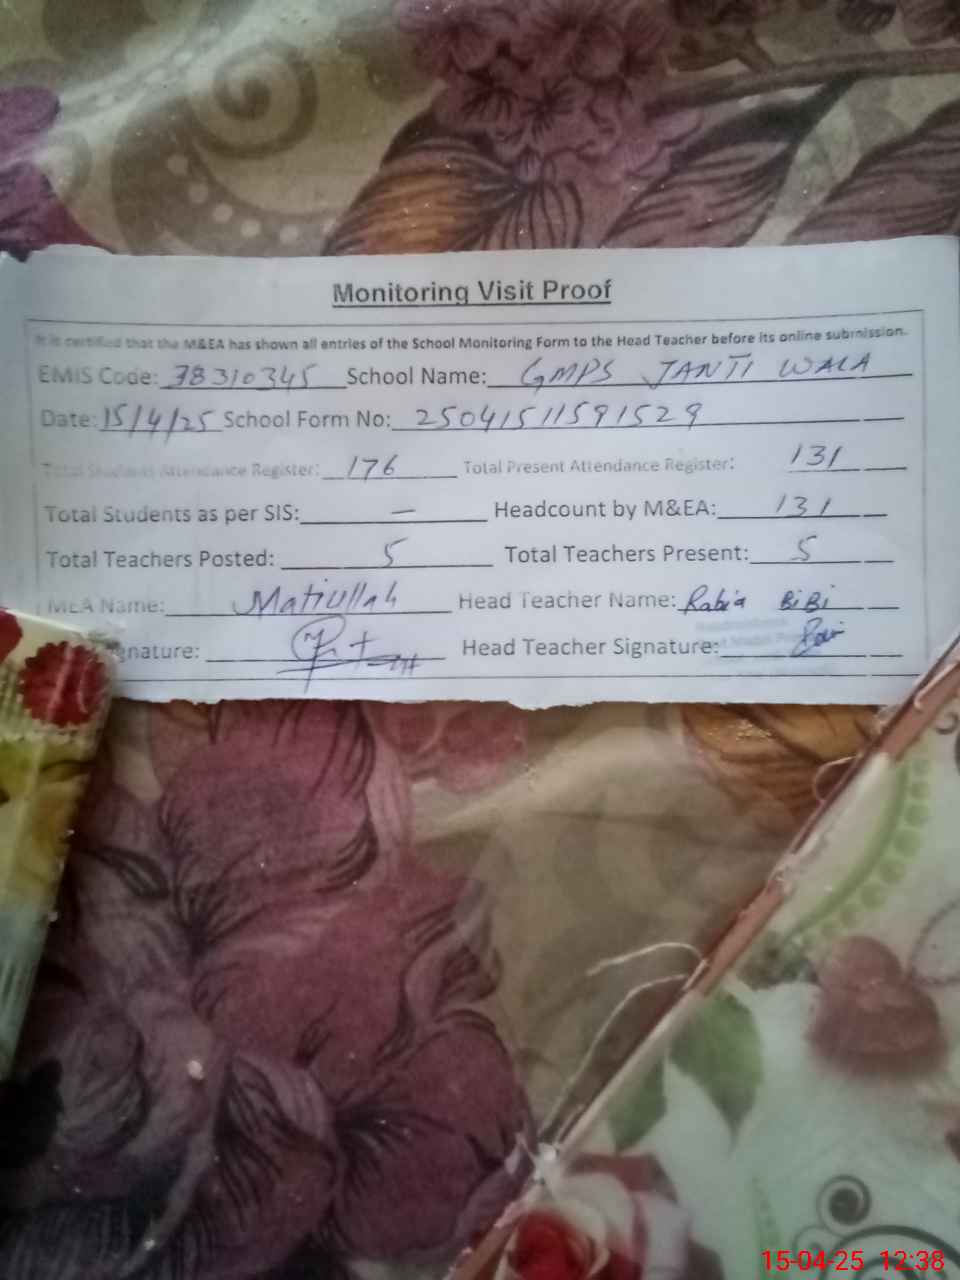 Monitoring Visit Proof
It is certified that the M&EA has shown all entries of the School Monitoring Form to the Head Teacher before its online submission.
EMIS Code: 38310345 School Name: GMPS JANTI WALA
Date: 15/4/25 School Form No: 25041511591529
Total Students Attendance Register: 176 Total Present Attendance Register: 131
Total Students as per SIS: — Headcount by M&EA: 131
Total Teachers Posted: 5 Total Teachers Present: 5
MEA Name: Matiullah Head Teacher Name: Rabia BiBi
gnature: Head Teacher Signature:
15-04-25 12:38